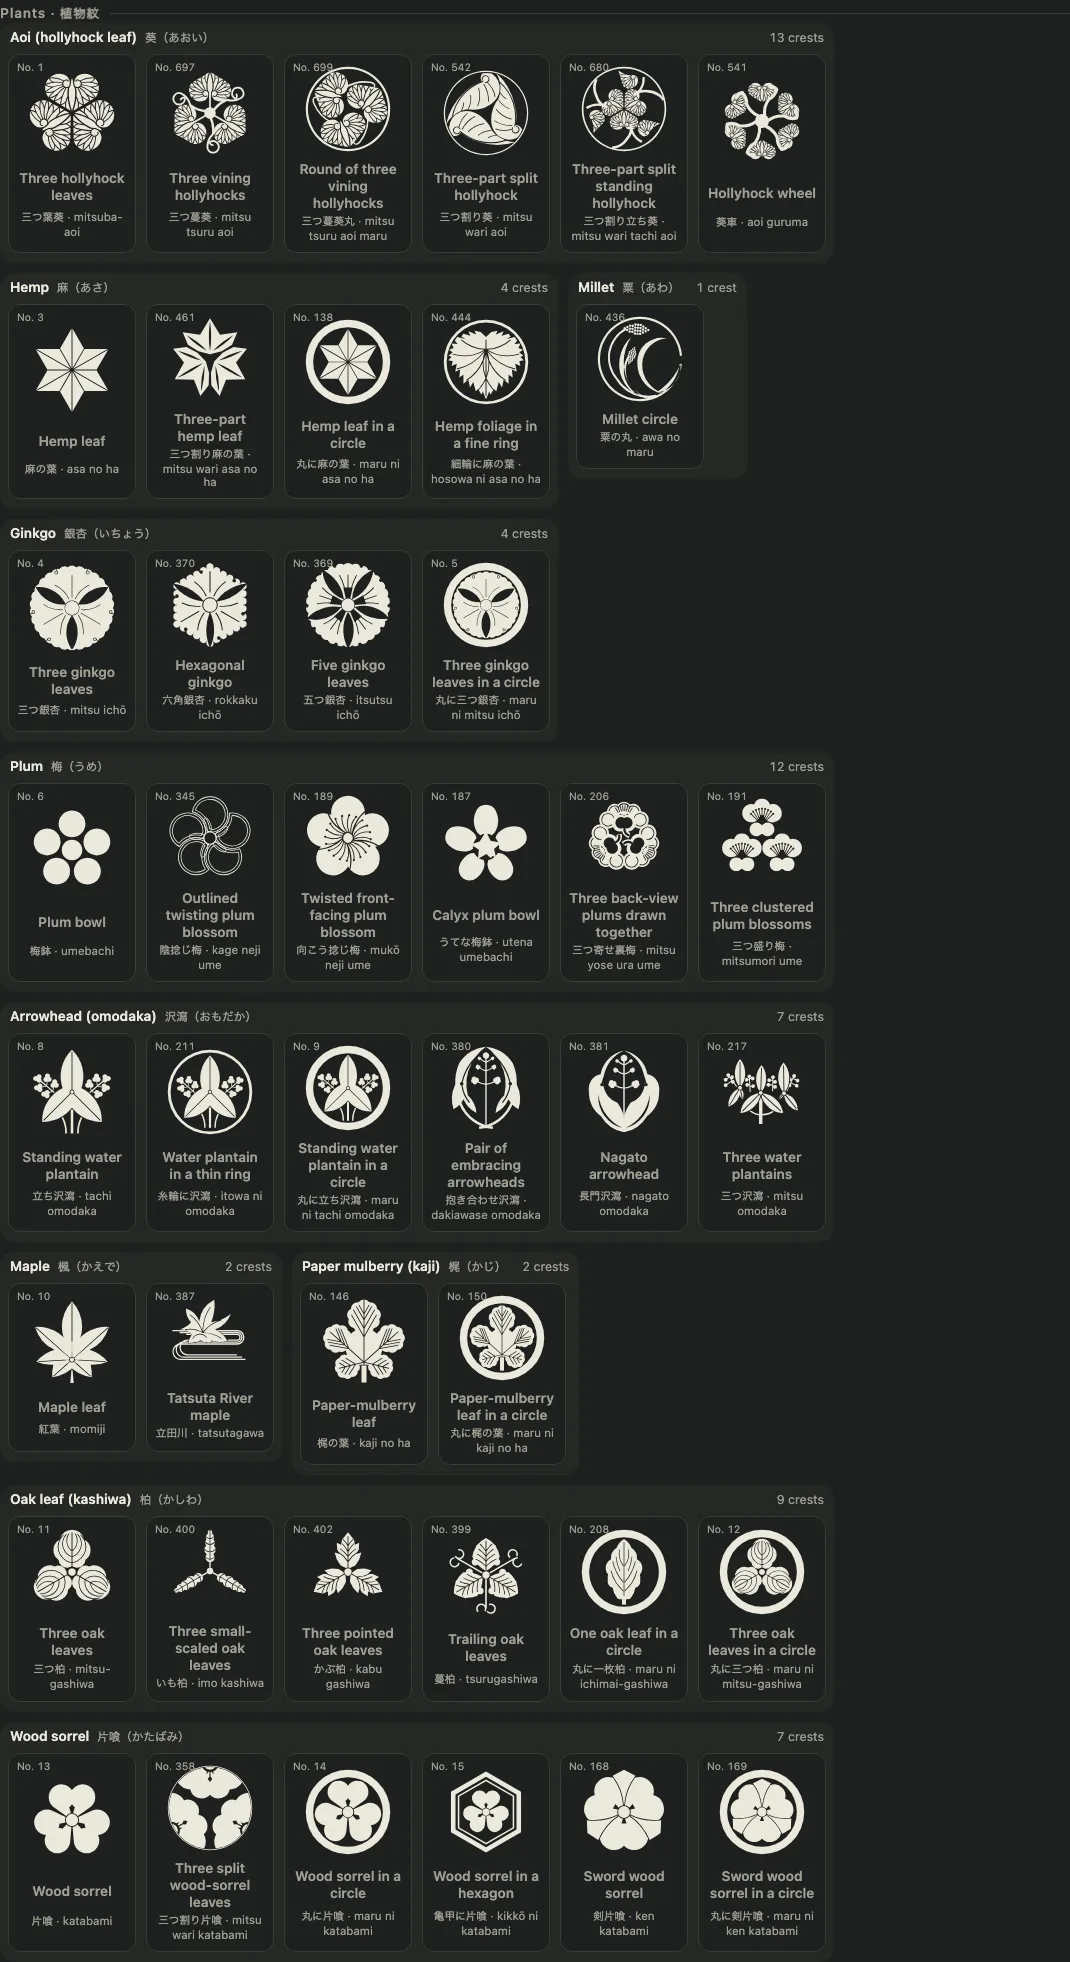 Plants · 植物紋
Aoi (hollyhock leaf) 葵（あおい） 13 crests
No. 1
Three hollyhock
leaves
三つ葉葵 · mitsuba-
aoi
No. 697
Three vining
hollyhocks
三つ蔓葵 · mitsu
tsuru aoi
No. 699
Round of three
vining
hollyhocks
三つ蔓葵丸 · mitsu
tsuru aoi maru
No. 542
Three-part split
hollyhock
三つ割り葵 · mitsu
wari aoi
No. 680
Three-part split
standing
hollyhock
三つ割り立ち葵 ·
mitsu wari tachi aoi
No. 541
Hollyhock wheel
葵車 · aoi guruma
Hemp 麻（あさ） 4 crests
No. 3
Hemp leaf
麻の葉 · asa no ha
No. 461
Three-part
hemp leaf
三つ割り麻の葉 ·
mitsu wari asa no
ha
No. 138
Hemp leaf in a
circle
丸に麻の葉 · maru ni
asa no ha
No. 444
Hemp foliage in
a fine ring
細輪に麻の葉 ·
hosowa ni asa no ha
Millet 粟（あわ） 1 crest
No. 436
Millet circle
粟の丸 · awa no
maru
Ginkgo 銀杏（いちょう） 4 crests
No. 4
Three ginkgo
leaves
三つ銀杏 · mitsu ichō
No. 370
Hexagonal
ginkgo
六角銀杏 · rokkaku
ichō
No. 369
Five ginkgo
leaves
五つ銀杏 · itsutsu
ichō
No. 5
Three ginkgo
leaves in a circle
丸に三つ銀杏 · maru
ni mitsu ichō
Plum 梅（うめ） 12 crests
No. 6
Plum bowl
梅鉢 · umebachi
No. 345
Outlined
twisting plum
blossom
陰捻じ梅 · kage neji
ume
No. 189
Twisted front-
facing plum
blossom
向こう捻じ梅 · mukō
neji ume
No. 187
Calyx plum bowl
うてな梅鉢 · utena
umebachi
No. 206
Three back-view
plums drawn
together
三つ寄せ裏梅 · mitsu
yose ura ume
No. 191
Three clustered
plum blossoms
三つ盛り梅 ·
mitsumori ume
Arrowhead (omodaka) 沢瀉（おもだか） 7 crests
No. 8
Standing water
plantain
立ち沢瀉 · tachi
omodaka
No. 211
Water plantain
in a thin ring
糸輪に沢瀉 · itowa ni
omodaka
No. 9
Standing water
plantain in a
circle
丸に立ち沢瀉 · maru
ni tachi omodaka
No. 380
Pair of
embracing
arrowheads
抱き合わせ沢瀉 ·
dakiawase omodaka
No. 381
Nagato
arrowhead
長門沢瀉 · nagato
omodaka
No. 217
Three water
plantains
三つ沢瀉 · mitsu
omodaka
Maple 楓（かえで） 2 crests
No. 10
Maple leaf
紅葉 · momiji
No. 387
Tatsuta River
maple
立田川 · tatsutagawa
Paper mulberry (kaji) 梶（かじ） 2 crests
No. 146
Paper-mulberry
leaf
梶の葉 · kaji no ha
No. 150
Paper-mulberry
leaf in a circle
丸に梶の葉 · maru ni
kaji no ha
Oak leaf (kashiwa) 柏（かしわ） 9 crests
No. 11
Three oak
leaves
三つ柏 · mitsu-
gashiwa
No. 400
Three small-
scaled oak
leaves
いも柏 · imo kashiwa
No. 402
Three pointed
oak leaves
かぶ柏 · kabu
gashiwa
No. 399
Trailing oak
leaves
蔓柏 · tsurugashiwa
No. 208
One oak leaf in a
circle
丸に一枚柏 · maru ni
ichimai-gashiwa
No. 12
Three oak
leaves in a circle
丸に三つ柏 · maru ni
mitsu-gashiwa
Wood sorrel 片喰（かたばみ） 7 crests
No. 13
Wood sorrel
片喰 · katabami
No. 358
Three split
wood-sorrel
leaves
三つ割り片喰 · mitsu
wari katabami
No. 14
Wood sorrel in a
circle
丸に片喰 · maru ni
katabami
No. 15
Wood sorrel in a
hexagon
亀甲に片喰 · kikkō ni
katabami
No. 168
Sword wood
sorrel
剣片喰 · ken
katabami
No. 169
Sword wood
sorrel in a circle
丸に剣片喰 · maru ni
ken katabami